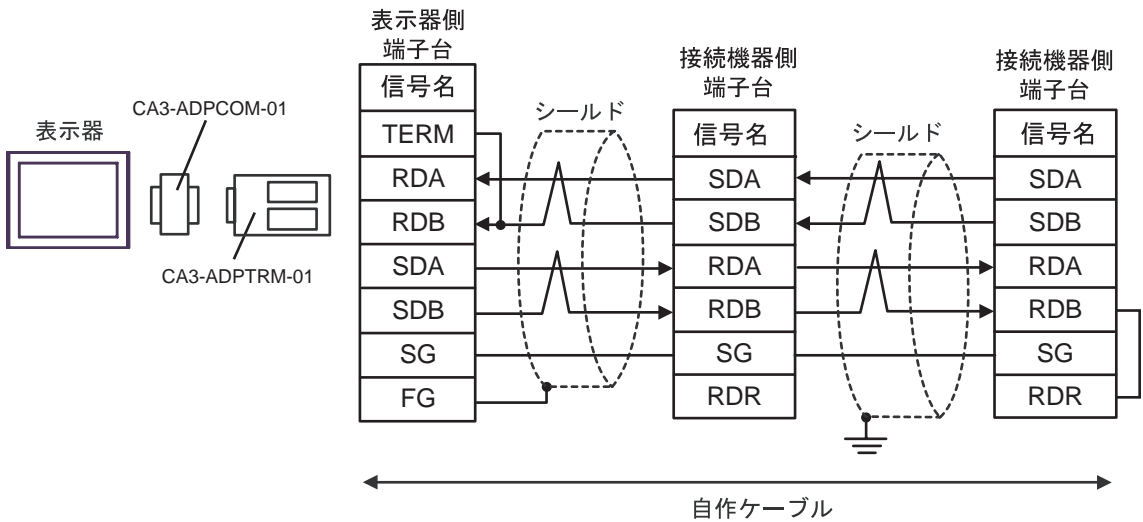 表示器
CA3-ADPCOM-01
CA3-ADPTRM-01
表示器側
端子台
信号名
TERM
RDA
RDB
SDA
SDB
SG
FG
シールド
接続機器側
端子台
信号名
SDA
SDB
RDA
RDB
SG
RDR
シールド
接続機器側
端子台
信号名
SDA
SDB
RDA
RDB
SG
RDR
自作ケーブル